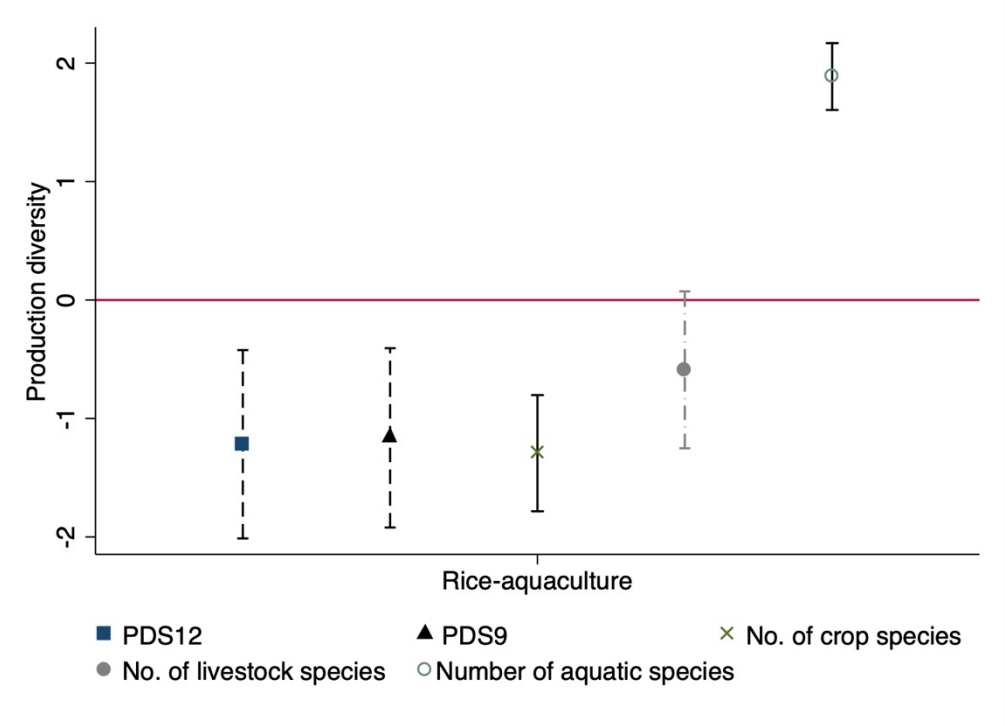 Production diversity
2
1
0
-1
-2
Rice-aquaculture
PDS12 PDS9 No. of crop species
No. of livestock species Number of aquatic species